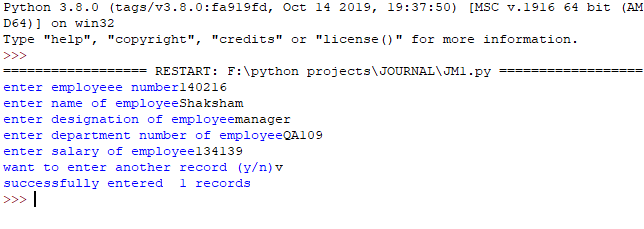 Python 3.8.0 (tags/v3.8.0:fa919fd, Oct 14 2019, 19:37:50) [MSC v.1916 64 bit (AM
D64)] on win32
Type "help", "copyright", "credits" or "license()" for more information.
>>>
================== RESTART: F:\python projects\JOURNAL\JM1.py ==================
enter employeee number140216
enter name of employeeShaksham
enter designation of employeemanager
enter department number of employeeQA109
enter salary of employee134139
want to enter another record (y/n)v
successfully entered  1 records
>>>